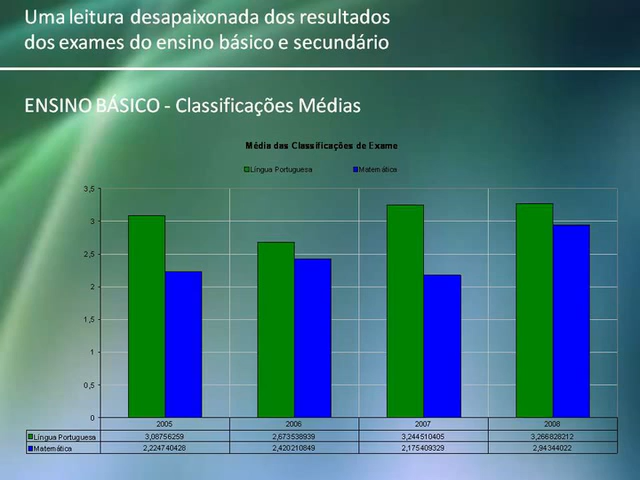 Uma leitura desapaixonada dos resultados
dos exames do ensino básico e secundário
ENSINO BÁSICO - Classificações Médias
Média das Classificações de Exame
Língua Portuguesa Matemática
3,5
3
2,5
2
1,5
1
0,5
0
2005 2006 2007 2008
Língua Portuguesa 3,08756259 2,673538939 3,244510405 3,266828212
Matemática 2,224740428 2,420210849 2,175409329 2,94344022